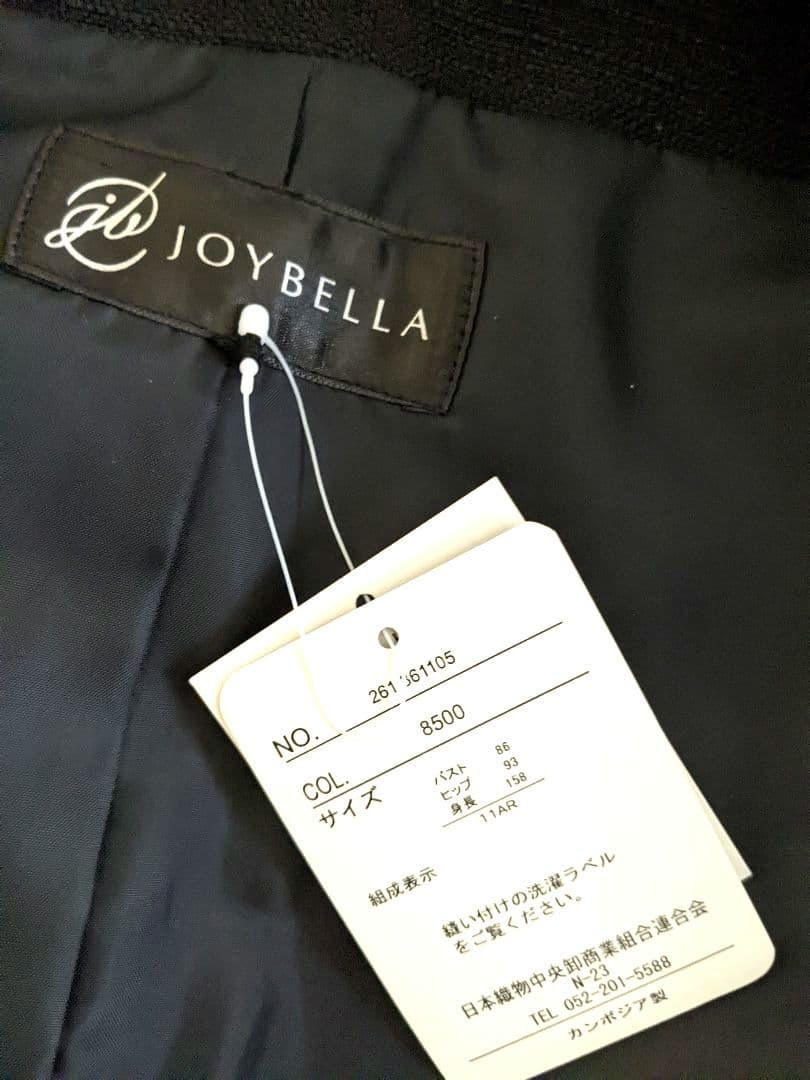 jb JOYBELLA
NO. 261 361105
COL. 8500
サイズ
バスト 86
ヒップ 93
身長 158
11AR
組成表示
縫い付けの洗濯ラベル
をご覧ください。
日本織物中央卸商業組合連合会
N-23
TEL 052-201-5588
カンボジア製